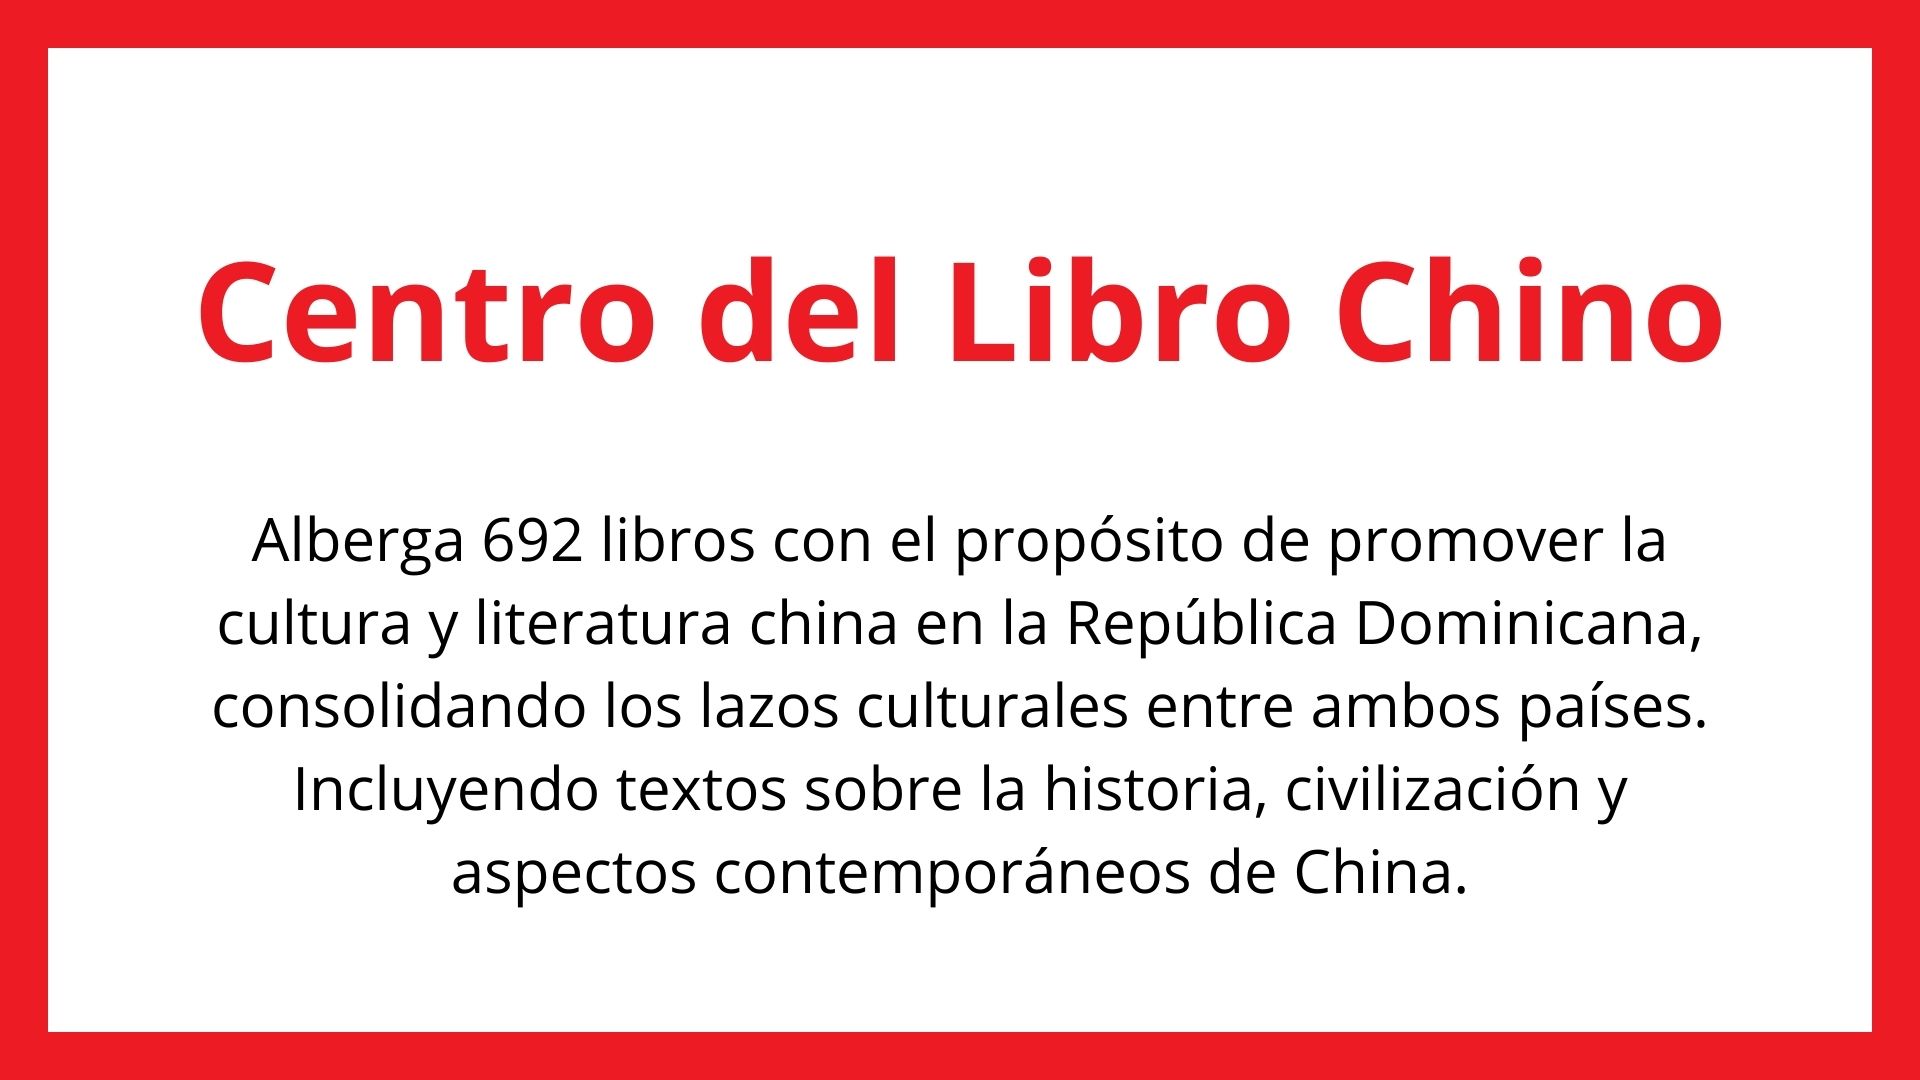 Centro del Libro Chino
Alberga 692 libros con el propósito de promover la
cultura y literatura china en la República Dominicana,
consolidando los lazos culturales entre ambos países.
Incluyendo textos sobre la historia, civilización y
aspectos contemporáneos de China.